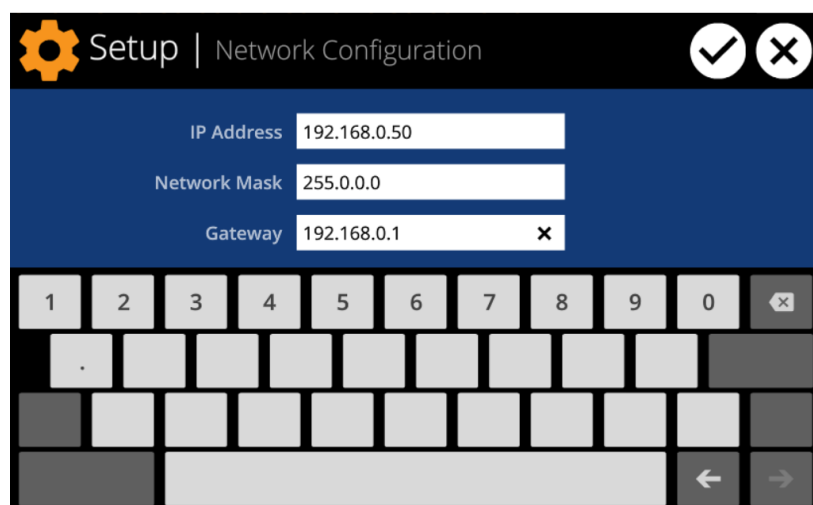 Setup | Network Configuration
IP Address 192.168.0.50
Network Mask 255.0.0.0
Gateway 192.168.0.1
1 2 3 4 5 6 7 8 9 0
.